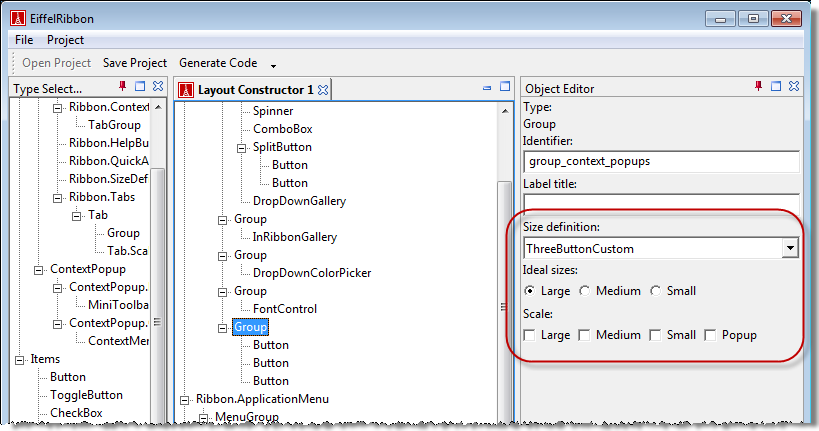 EiffelRibbon
File Project
Open Project Save Project Generate Code
Type Select...
Ribbon.Context
TabGroup
Ribbon.HelpBu
Ribbon.QuickA
Ribbon.SizeDef
Ribbon.Tabs
Tab
Group
Tab.Sca
ContextPopup
ContextPopup.
MiniToolba
ContextPopup.
ContextMen
Items
Button
ToggleButton
CheckBox
Layout Constructor 1
Spinner
ComboBox
SplitButton
Button
Button
DropDownGallery
Group
InRibbonGallery
Group
DropDownColorPicker
Group
FontControl
Group
Button
Button
Button
Ribbon.ApplicationMenu
MenuGroup
Object Editor
Type:
Group
Identifier:
group_context_popups
Label title:
Size definition:
ThreeButtonCustom
Ideal sizes:
Large Medium Small
Scale:
Large Medium Small Popup